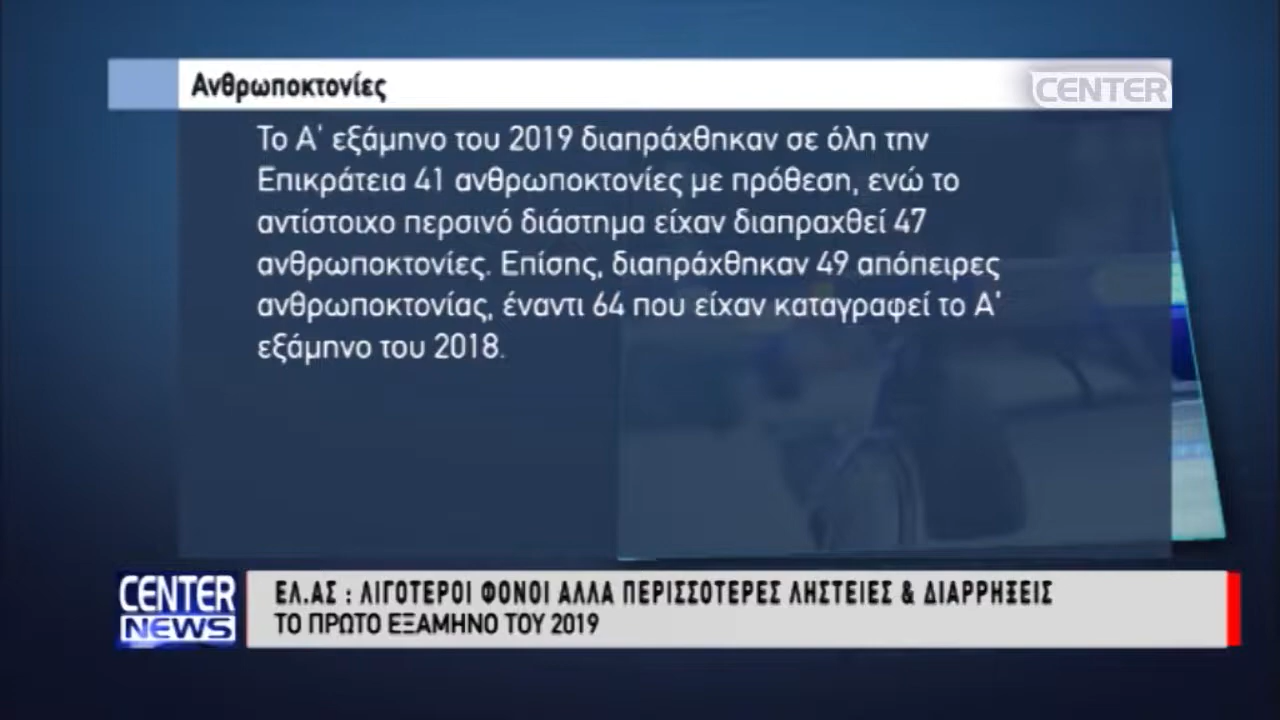 Ανθρωποκτονίες
CENTER
Το Α' εξάμηνο του 2019 διαπράχθηκαν σε όλη την
Επικράτεια 41 ανθρωποκτονίες με πρόθεση, ενώ το
αντίστοιχο περσινό διάστημα είχαν διαπραχθεί 47
ανθρωποκτονίες. Επίσης, διαπράχθηκαν 49 απόπειρες
ανθρωποκτονίας, έναντι 64 που είχαν καταγραφεί το Α'
εξάμηνο του 2018.
CENTER
NEWS
ΕΛ.ΑΣ : ΛΙΓΟΤΕΡΟΙ ΦΟΝΟΙ ΑΛΛΑ ΠΕΡΙΣΣΟΤΕΡΕΣ ΛΗΣΤΕΙΕΣ & ΔΙΑΡΡΗΞΕΙΣ
ΤΟ ΠΡΩΤΟ ΕΞΑΜΗΝΟ ΤΟΥ 2019